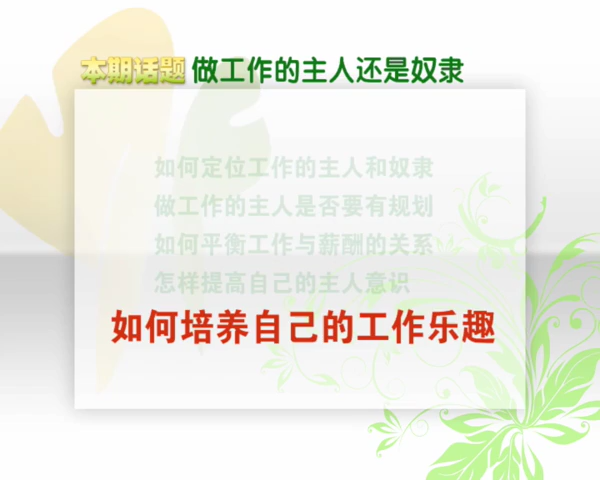 本期话题 做工作的主人还是奴隶
如何定位工作的主人和奴隶
做工作的主人是否要有规划
如何平衡工作与薪酬的关系
怎样提高自己的主人意识
如何培养自己的工作乐趣